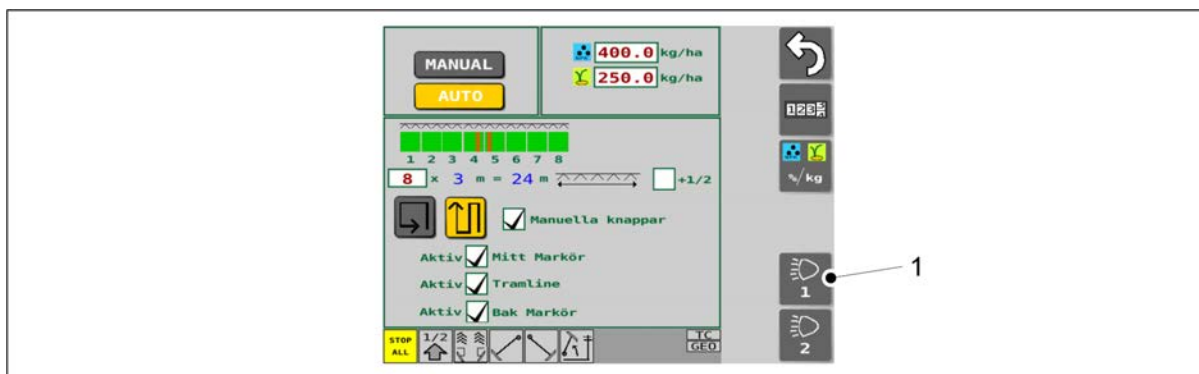 MANUAL
AUTO
400.0 kg/ha
250.0 kg/ha
1 2 3 4 5 6 7 8
8 x 3 m = 24 m +1/2
Manuella knappar
Aktiv Mitt Markör
Aktiv Tramline
Aktiv Bak Markör
STOP ALL
1/2
TC
GEO
%/kg
1
2
1